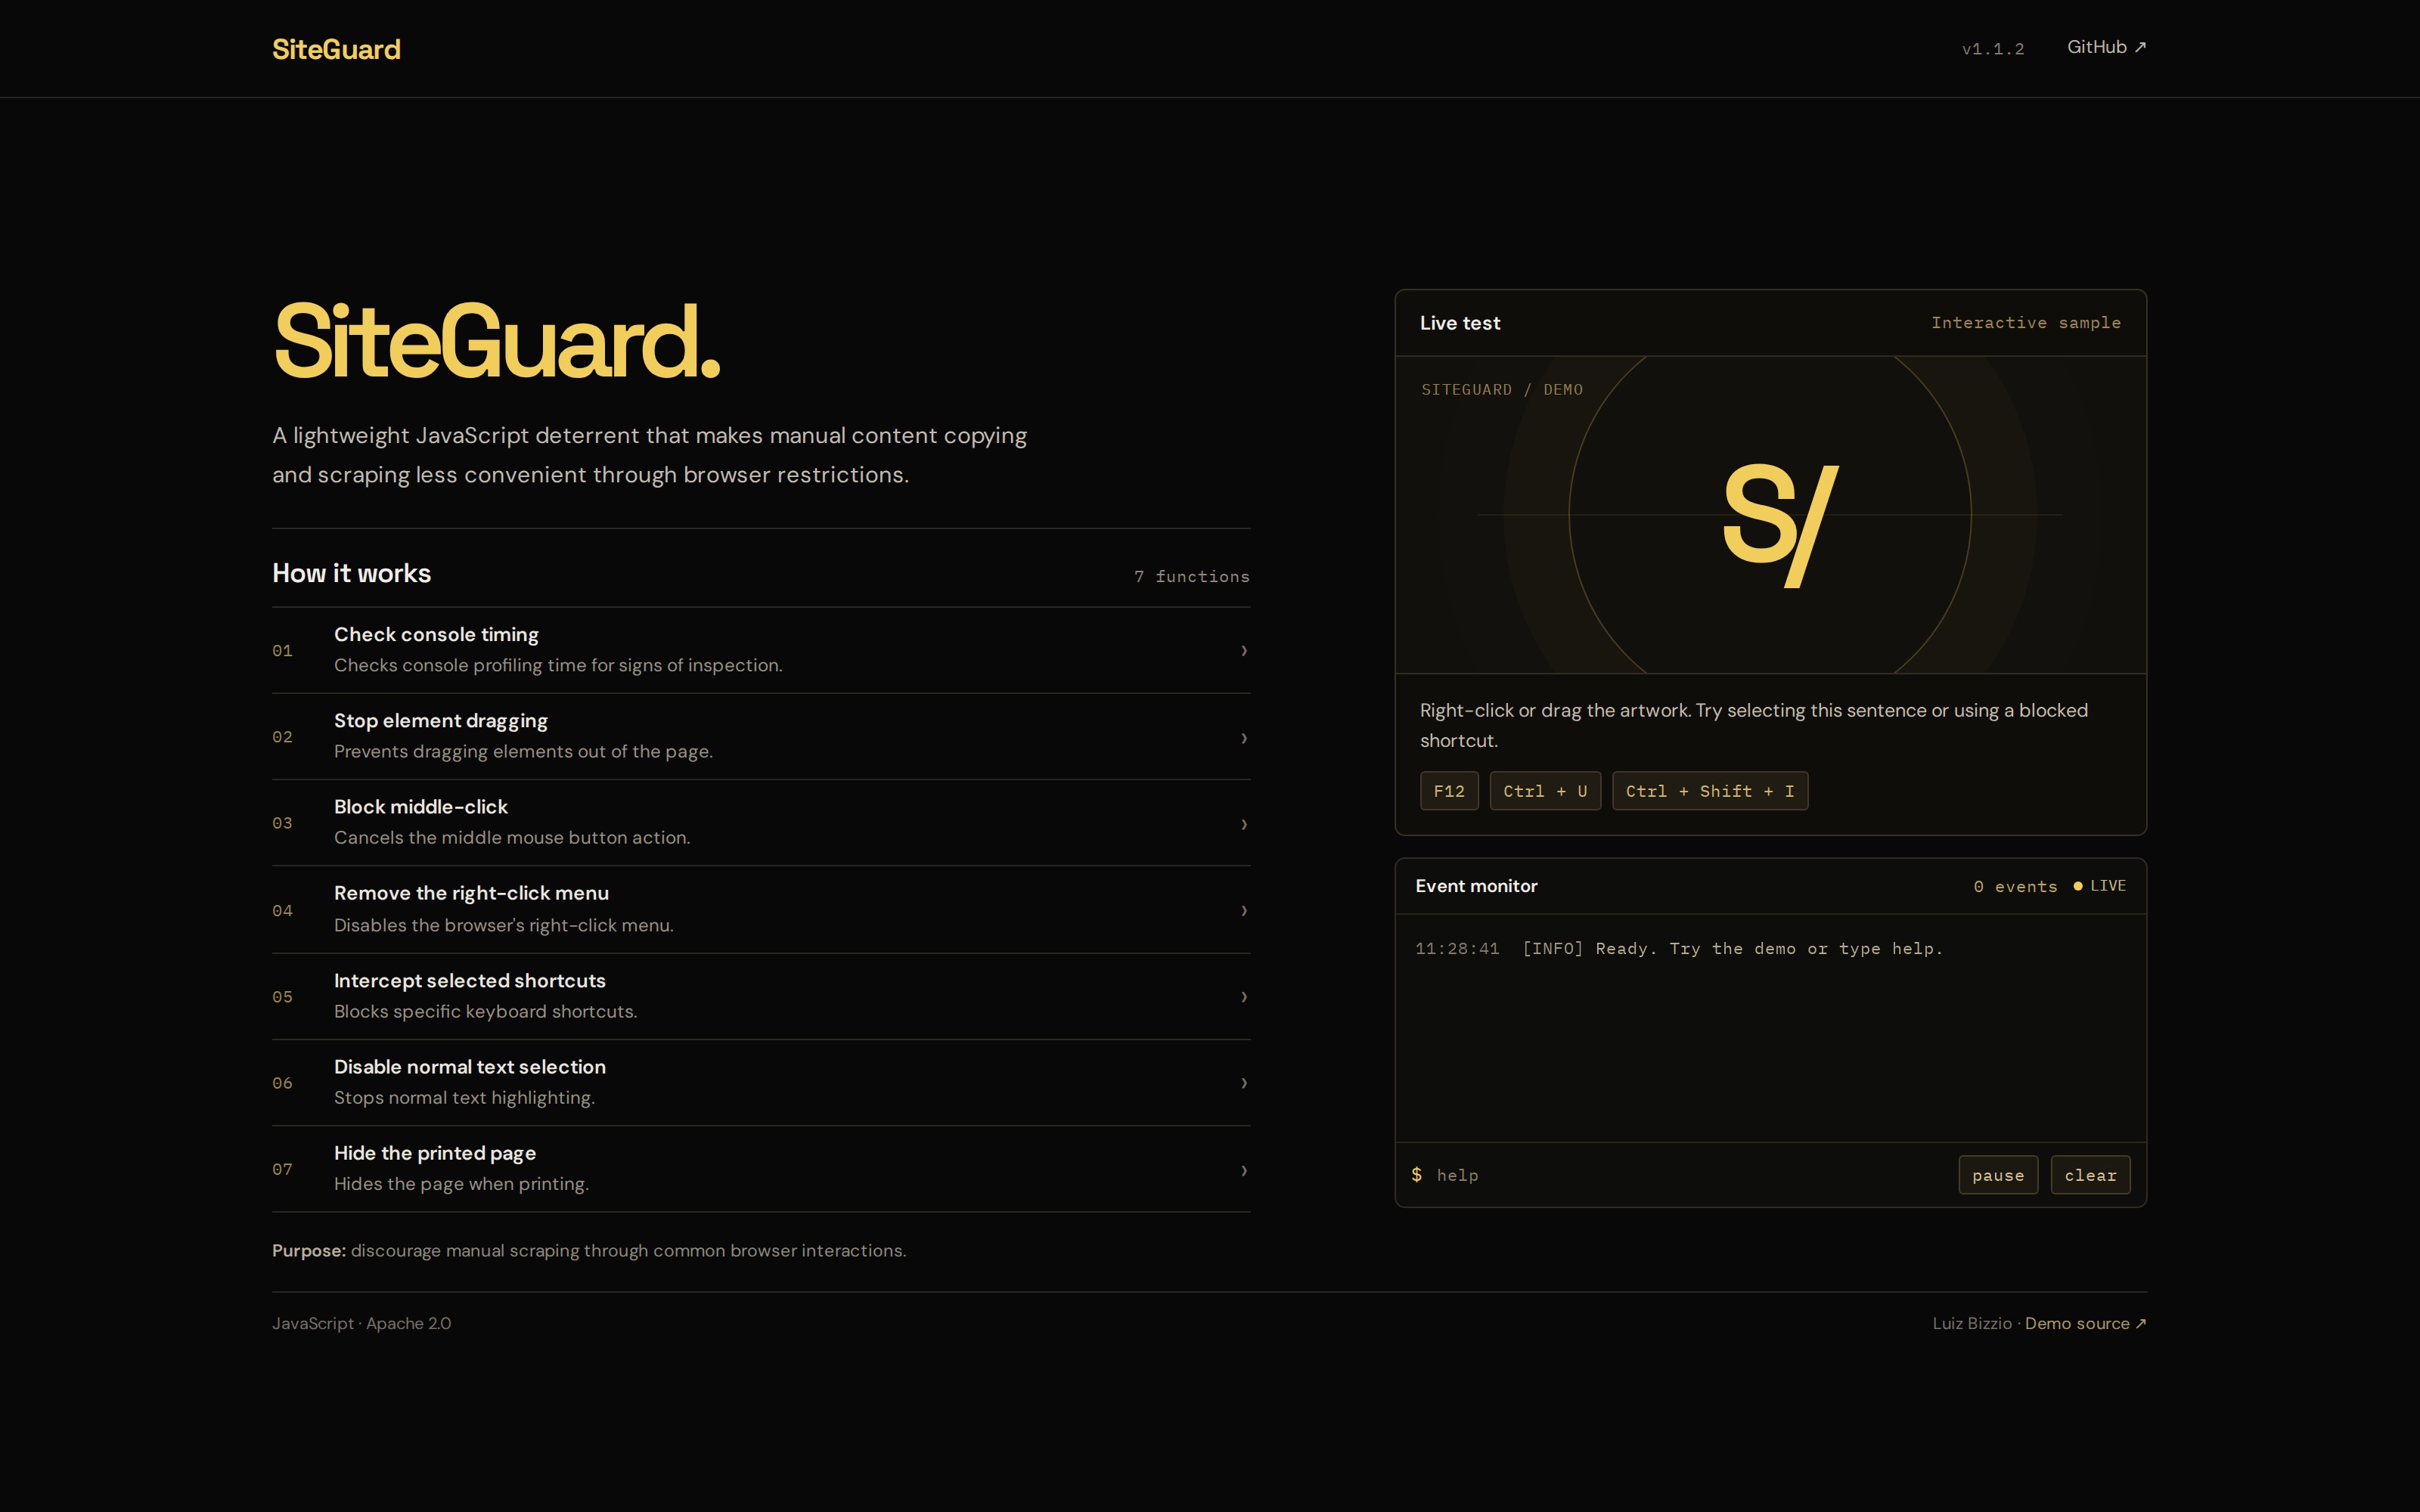 SiteGuard
v1.1.2
GitHub ↗
SiteGuard.
A lightweight JavaScript deterrent that makes manual content copying
and scraping less convenient through browser restrictions.
How it works
7 functions
01
Check console timing
Checks console profiling time for signs of inspection.
›
02
Stop element dragging
Prevents dragging elements out of the page.
›
03
Block middle-click
Cancels the middle mouse button action.
›
04
Remove the right-click menu
Disables the browser's right-click menu.
›
05
Intercept selected shortcuts
Blocks specific keyboard shortcuts.
›
06
Disable normal text selection
Stops normal text highlighting.
›
07
Hide the printed page
Hides the page when printing.
›
Purpose: discourage manual scraping through common browser interactions.
Live test
Interactive sample
SITEGUARD / DEMO
S/
Right-click or drag the artwork. Try selecting this sentence or using a blocked
shortcut.
F12
Ctrl + U
Ctrl + Shift + I
Event monitor
0 events
LIVE
11:28:41 [INFO] Ready. Try the demo or type help.
$ help
pause
clear
JavaScript · Apache 2.0
Luiz Bizzio · Demo source ↗